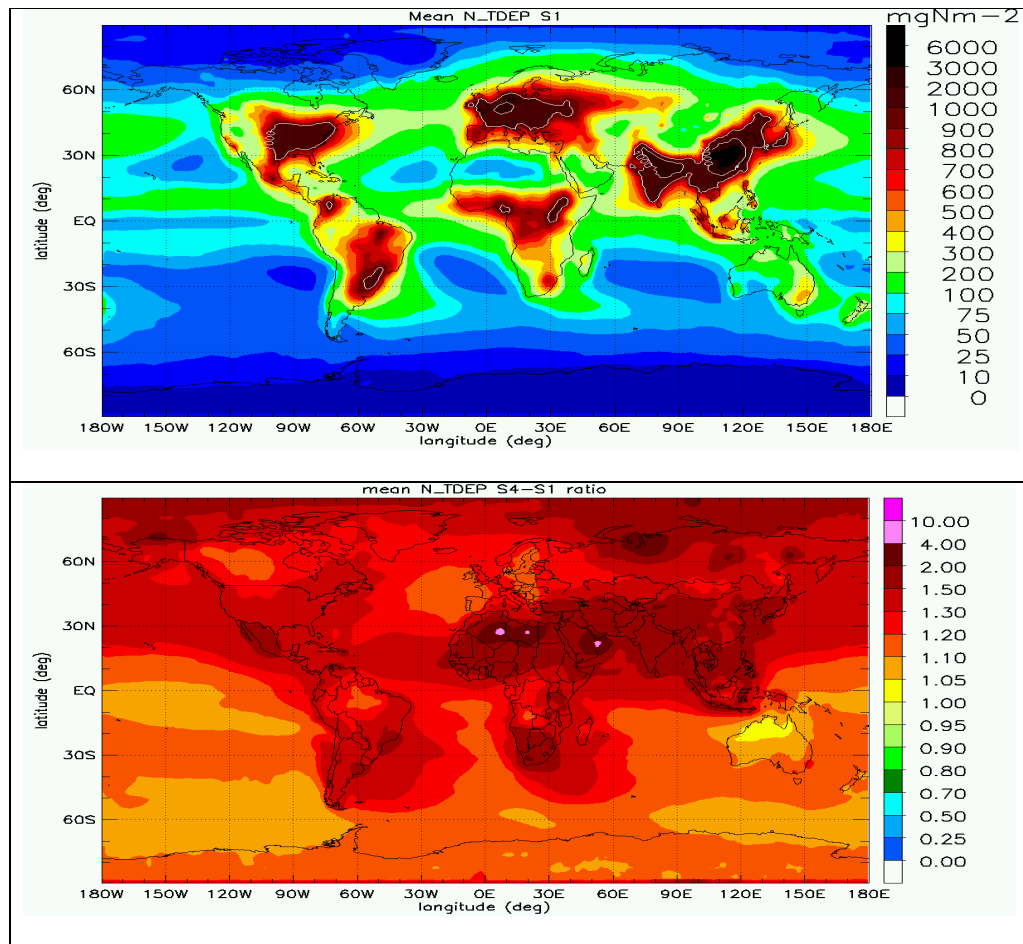 Mean N_TDEP S1
mgNm-2
6000
3000
2000
1000
900
800
700
600
500
400
300
200
100
75
50
25
10
0
latitude (deg)
60N
30N
EQ
30S
60S
180W 150W 120W 90W 60W 30W 0E 30E 60E 90E 120E 150E 180E
longitude (deg)
mean N_TDEP S4-S1 ratio
10.00
4.00
2.00
1.50
1.30
1.20
1.10
1.05
1.00
0.95
0.90
0.80
0.70
0.50
0.25
0.00
latitude (deg)
60N
30N
EQ
30S
60S
180W 150W 120W 90W 60W 30W 0E 30E 60E 90E 120E 150E 180E
longitude (deg)